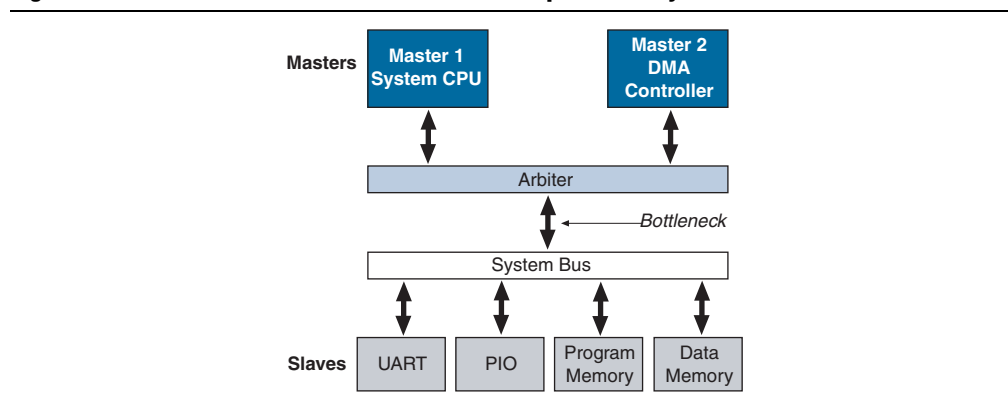 Masters
Master 1
System CPU
Master 2
DMA
Controller
Arbiter
Bottleneck
System Bus
Slaves
UART
PIO
Program
Memory
Data
Memory